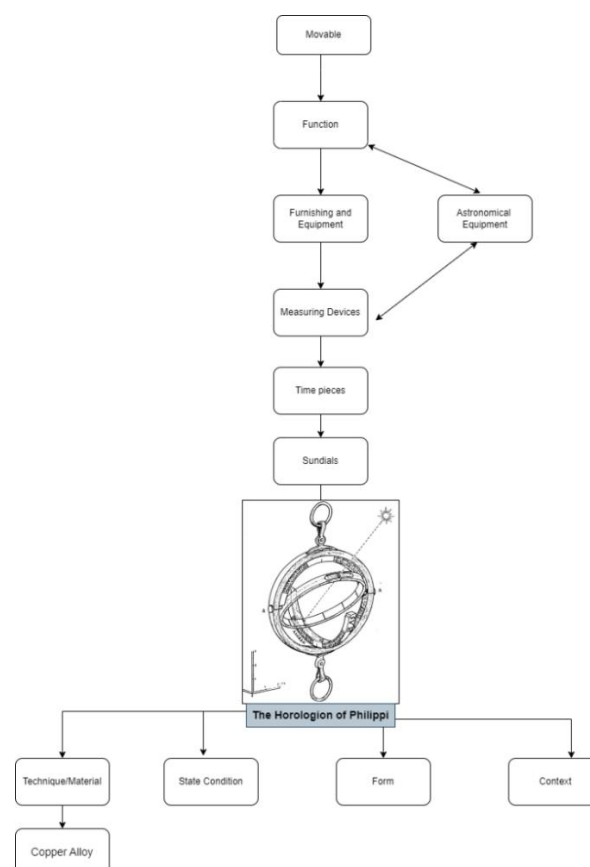 Movable
Function
Furnishing and
Equipment
Astronomical
Equipment
Measuring Devices
Time pieces
Sundials
The Horologion of Philippi
Technique/Material
State Condition
Form
Context
Copper Alloy